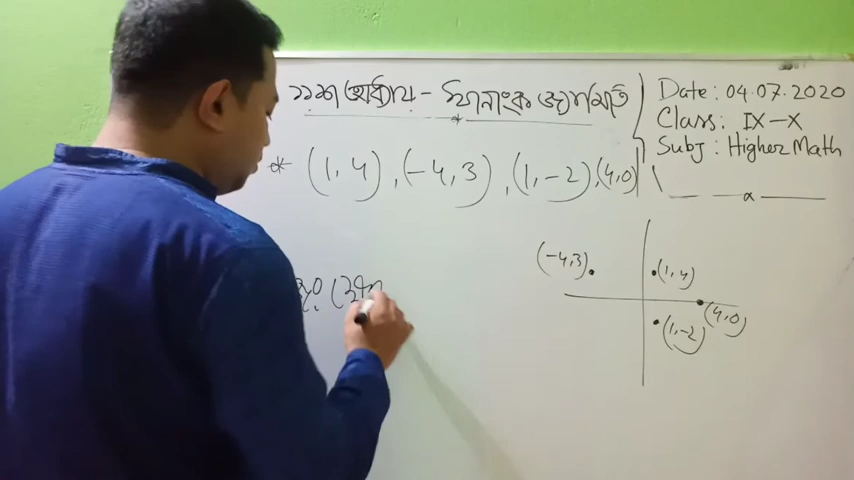 ১১শ অধ্যায় - স্থানাংক জ্যামিতি
Date: 04.07.2020
Class: IX-X
Subj: Higher Math
* (1, 4), (-4, 3), (1, -2), (4, 0)
(-4, 3)
(1, 4)
(4, 0)
(1, -2)